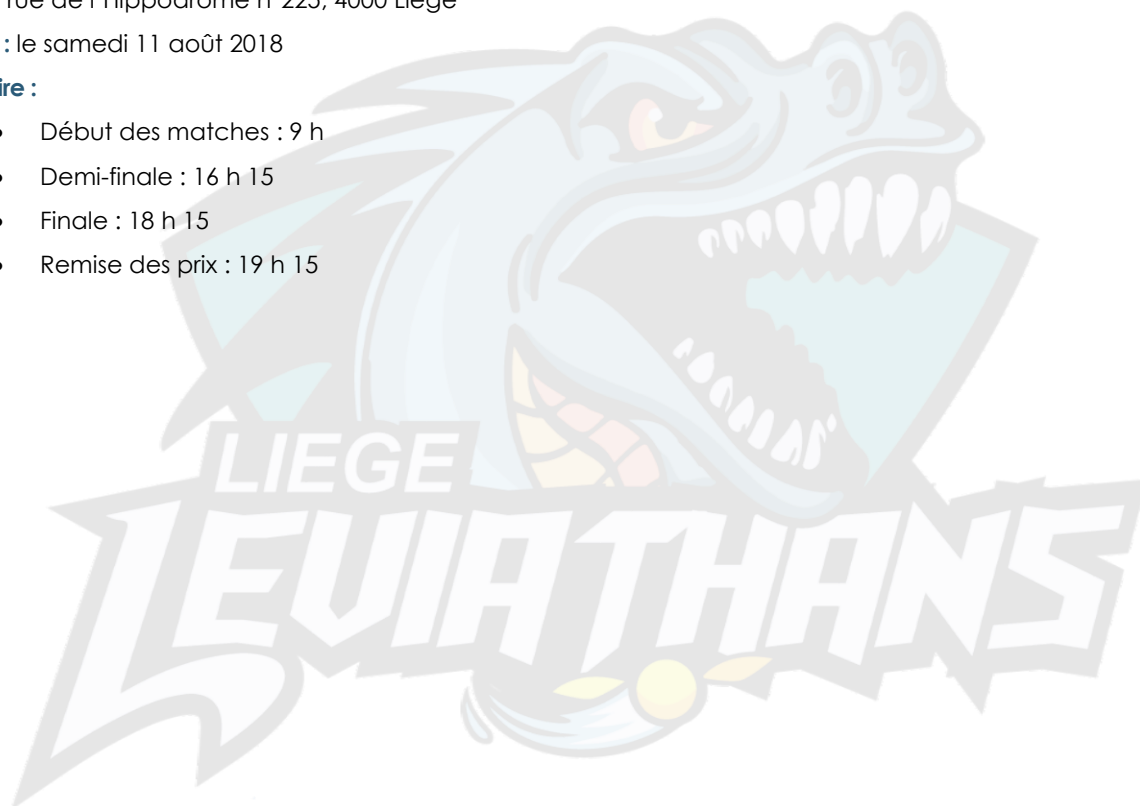 rue de l'Hippodrome n°225, 4000 Liège
: le samedi 11 août 2018
ire :
• Début des matches : 9 h
• Demi-finale : 16 h 15
• Finale : 18 h 15
• Remise des prix : 19 h 15
LIEGE
LEVIATHANS